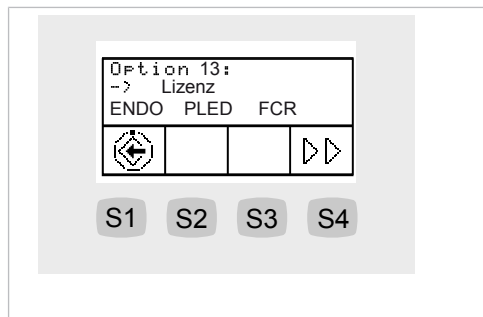 Option 13:
-> Lizenz
ENDO PLED FCR
S1 S2 S3 S4